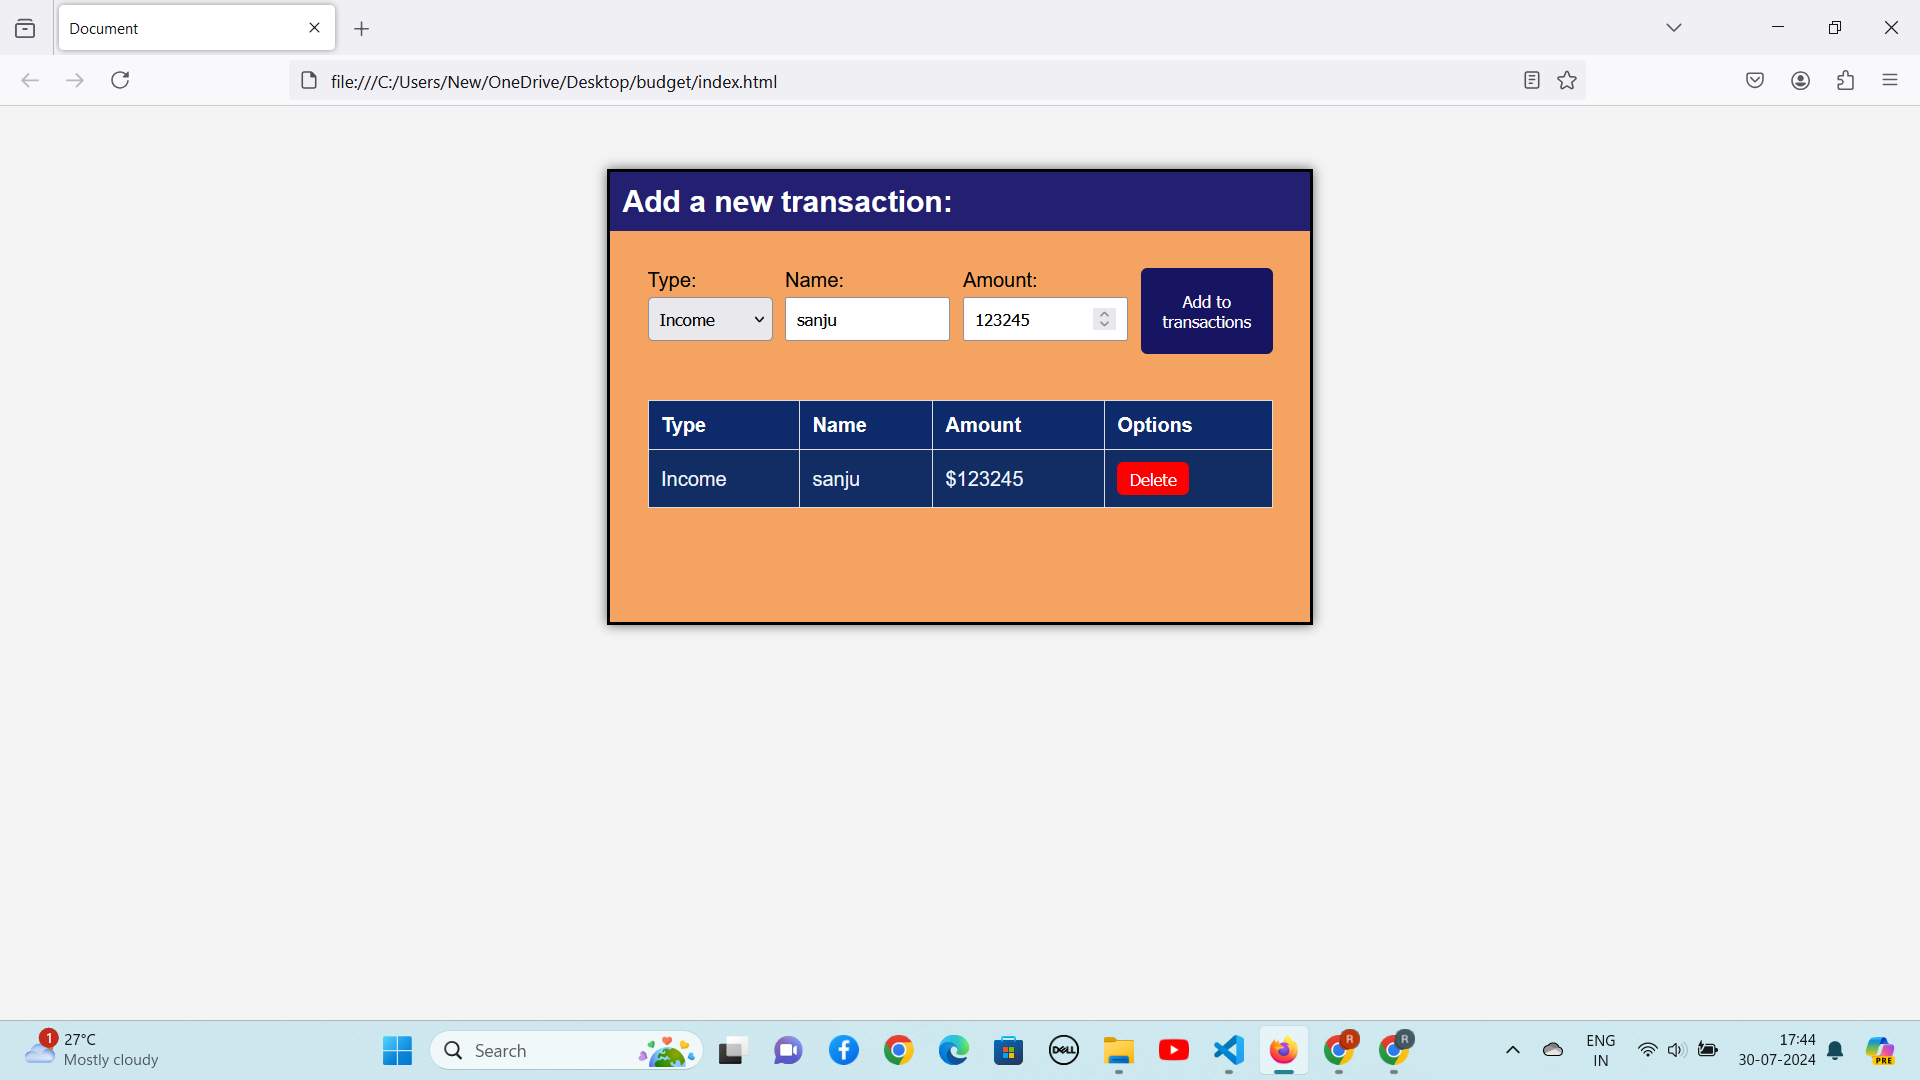 Document
file:///C:/Users/New/OneDrive/Desktop/budget/index.html
Add a new transaction:
Type:
Name:
Amount:
Income
sanju
123245
Add to
transactions
Type
Name
Amount
Options
Income
sanju
$123245
Delete
1
27°C
Mostly cloudy
Search
DELL
R
R
ENG
IN
17:44
30-07-2024
PRE